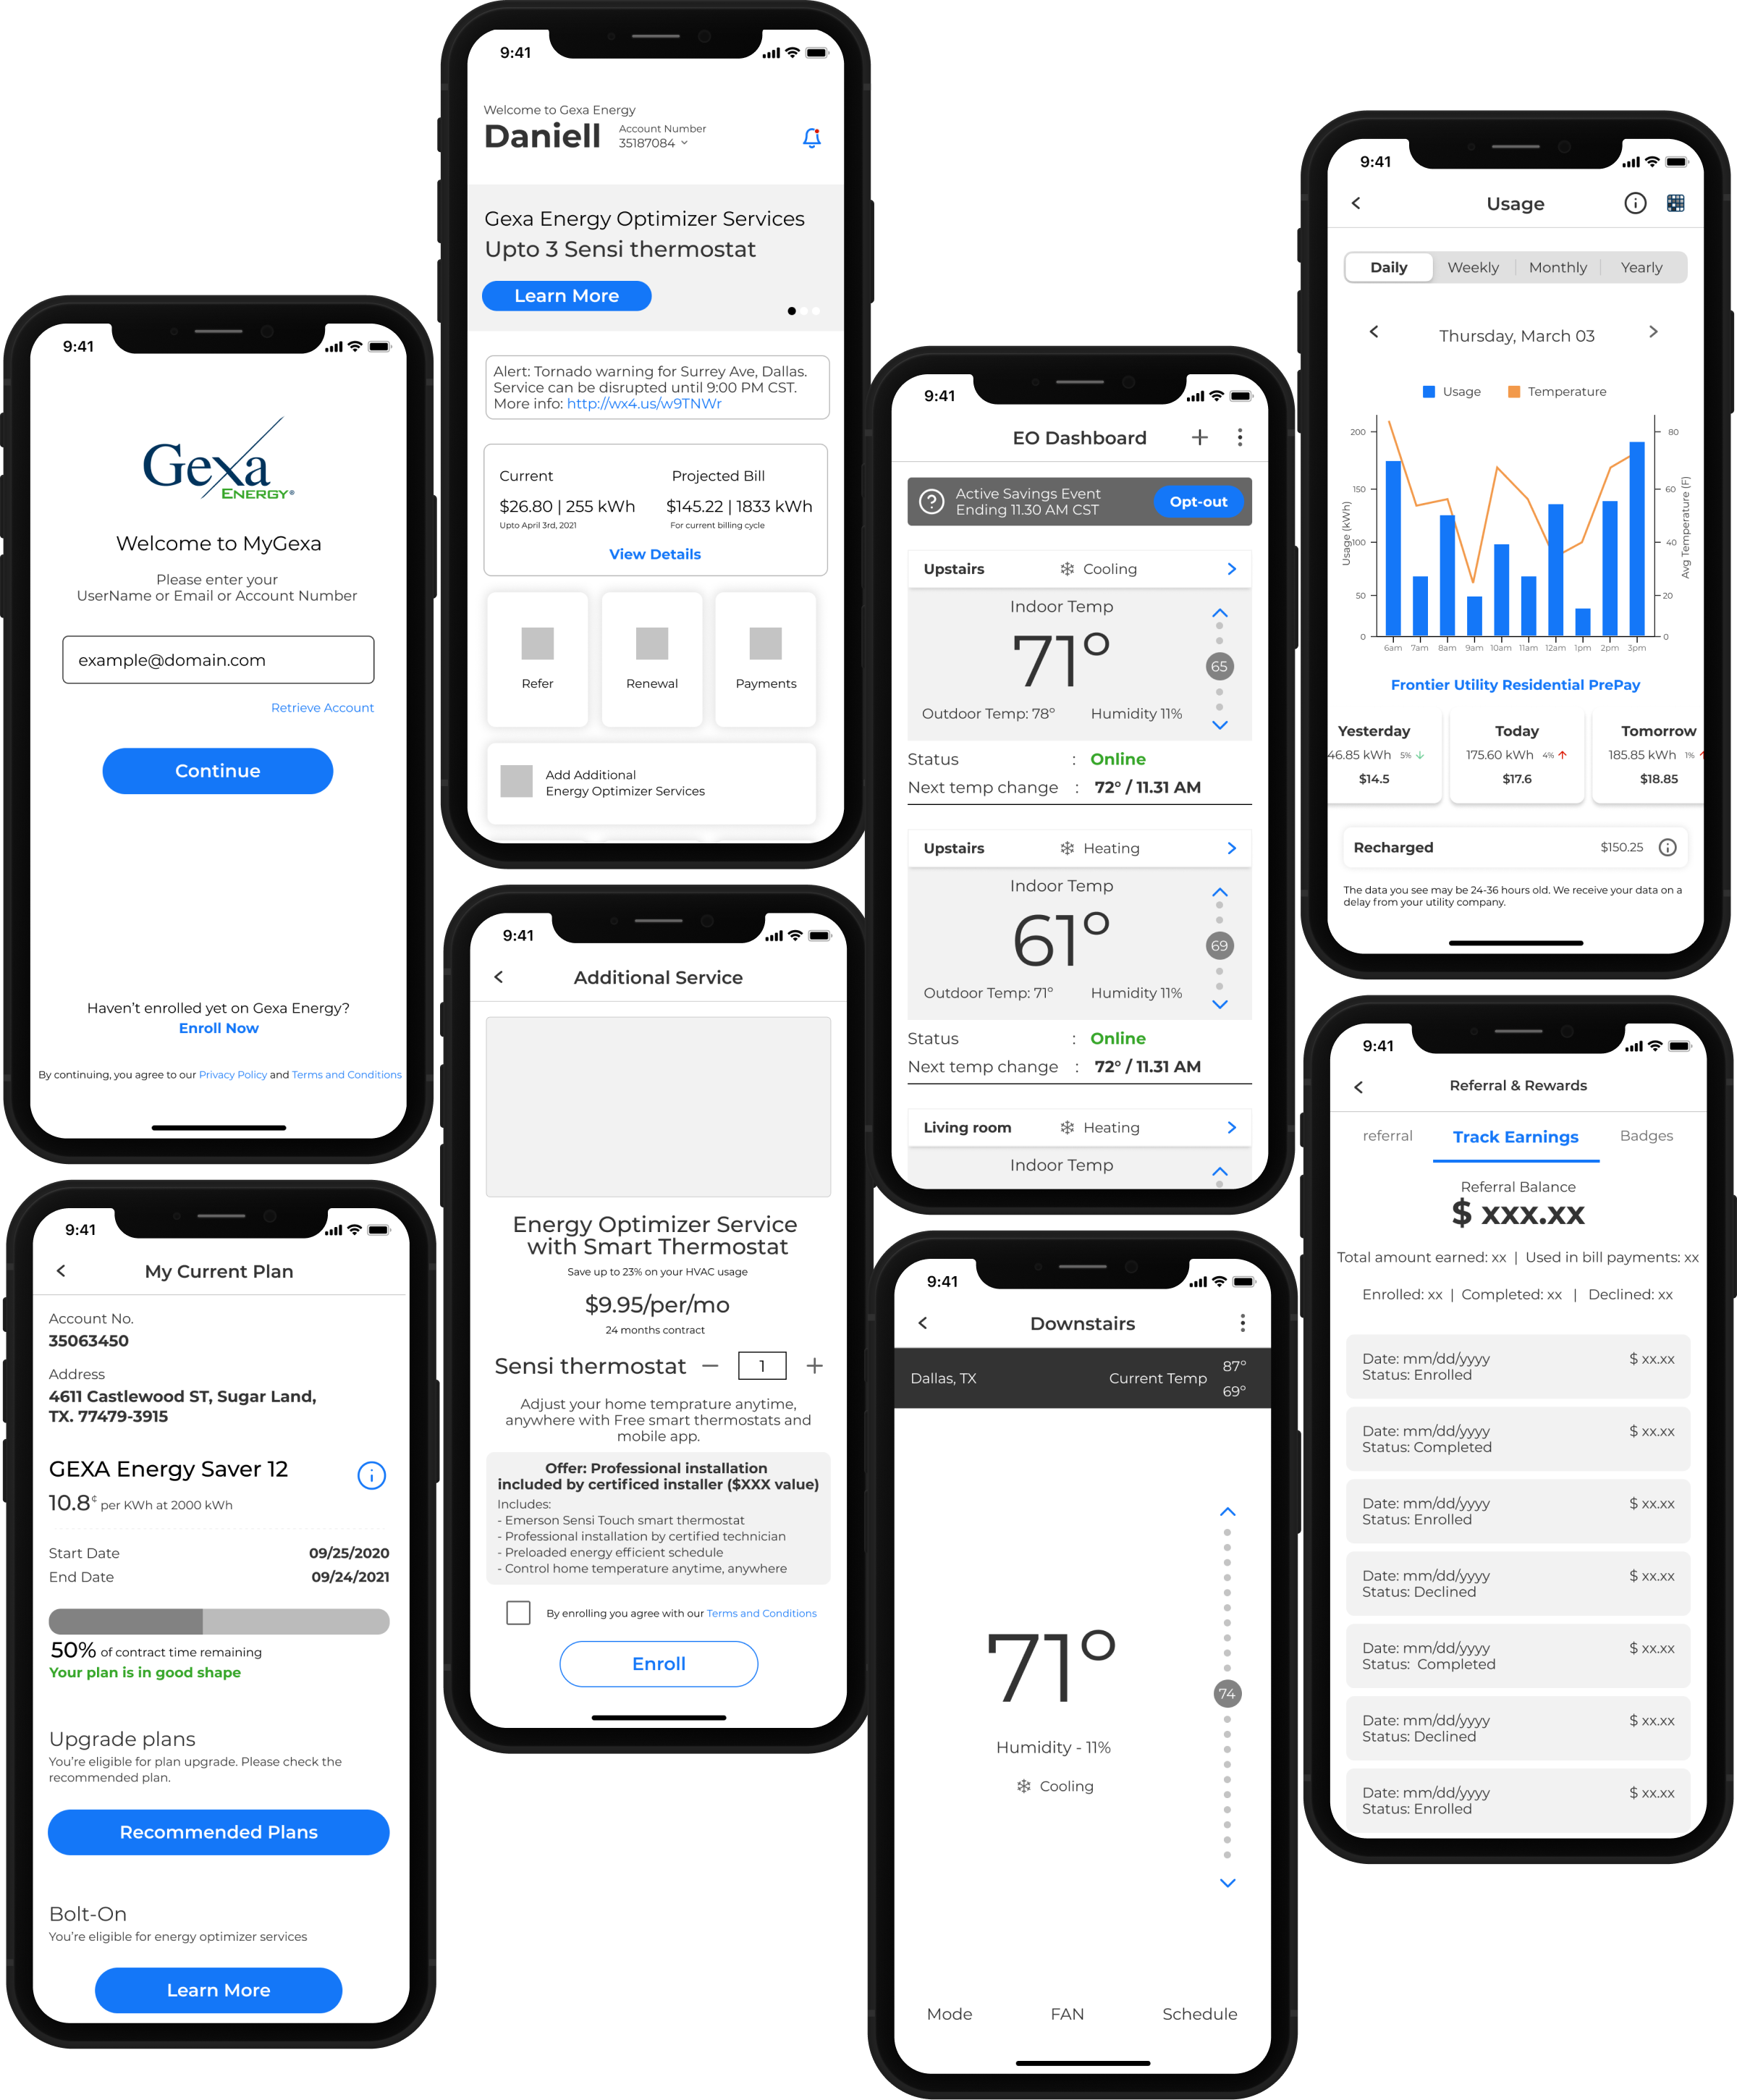 9:41
Gexa
ENERGY®
Welcome to MyGexa
Please enter your
UserName or Email or Account Number
example@domain.com
Retrieve Account
Continue
Haven't enrolled yet on Gexa Energy?
Enroll Now
By continuing, you agree to our Privacy Policy and Terms and Conditions
9:41
My Current Plan
Account No.
35063450
Address
4611 Castlewood ST, Sugar Land,
TX. 77479-3915
GEXA Energy Saver 12
10.8¢ per KWh at 2000 kWh
Start Date 09/25/2020
End Date 09/24/2021
50% of contract time remaining
Your plan is in good shape
Upgrade plans
You're eligible for plan upgrade. Please check the
recommended plan.
Recommended Plans
Bolt-On
You're eligible for energy optimizer services
Learn More
9:41
Welcome to Gexa Energy
Daniell
Account Number
35187084
Gexa Energy Optimizer Services
Upto 3 Sensi thermostat
Learn More
Alert: Tornado warning for Surrey Ave, Dallas.
Service can be disrupted until 9:00 PM CST.
More info: http://wx4.us/w9TNWr
Current Projected Bill
$26.80 | 255 kWh $145.22 | 1833 kWh
Upto April 3rd, 2021 For current billing cycle
View Details
Refer Renewal Payments
Add Additional
Energy Optimizer Services
9:41
Additional Service
Energy Optimizer Service
with Smart Thermostat
Save up to 23% on your HVAC usage
$9.95/per/mo
24 months contract
Sensi thermostat − 1 +
Adjust your home temprature anytime,
anywhere with Free smart thermostats and
mobile app.
Offer: Professional installation
included by certificed installer ($XXX value)
Includes:
- Emerson Sensi Touch smart thermostat
- Professional installation by certified technician
- Preloaded energy efficient schedule
- Control home temperature anytime, anywhere
By enrolling you agree with our Terms and Conditions
Enroll
9:41
EO Dashboard
Active Savings Event
Ending 11.30 AM CST
Opt-out
Upstairs Cooling
Indoor Temp
71°
65
Outdoor Temp: 78° Humidity 11%
Status : Online
Next temp change : 72° / 11.31 AM
Upstairs Heating
Indoor Temp
61°
69
Outdoor Temp: 71° Humidity 11%
Status : Online
Next temp change : 72° / 11.31 AM
Living room Heating
Indoor Temp
9:41
Downstairs
Dallas, TX Current Temp 87°
69°
71°
74
Humidity - 11%
Cooling
Mode FAN Schedule
9:41
Usage
Daily Weekly Monthly Yearly
Thursday, March 03
Usage Temperature
Usage (kWh)
200
150
100
50
0
80
60
40
20
0
Avg Temperature (F)
6am 7am 8am 9am 10am 11am 12am 1pm 2pm 3pm
Frontier Utility Residential PrePay
Yesterday Today Tomorrow
46.85 kWh 5% ↓ 175.60 kWh 4% ↑ 185.85 kWh 1% ↑
$14.5 $17.6 $18.85
Recharged $150.25
The data you see may be 24-36 hours old. We receive your data on a
delay from your utility company.
9:41
Referral & Rewards
referral Track Earnings Badges
Referral Balance
$ xxx.xx
Total amount earned: xx | Used in bill payments: xx
Enrolled: xx | Completed: xx | Declined: xx
Date: mm/dd/yyyy $ xx.xx
Status: Enrolled
Date: mm/dd/yyyy $ xx.xx
Status: Completed
Date: mm/dd/yyyy $ xx.xx
Status: Enrolled
Date: mm/dd/yyyy $ xx.xx
Status: Declined
Date: mm/dd/yyyy $ xx.xx
Status: Completed
Date: mm/dd/yyyy $ xx.xx
Status: Declined
Date: mm/dd/yyyy $ xx.xx
Status: Enrolled